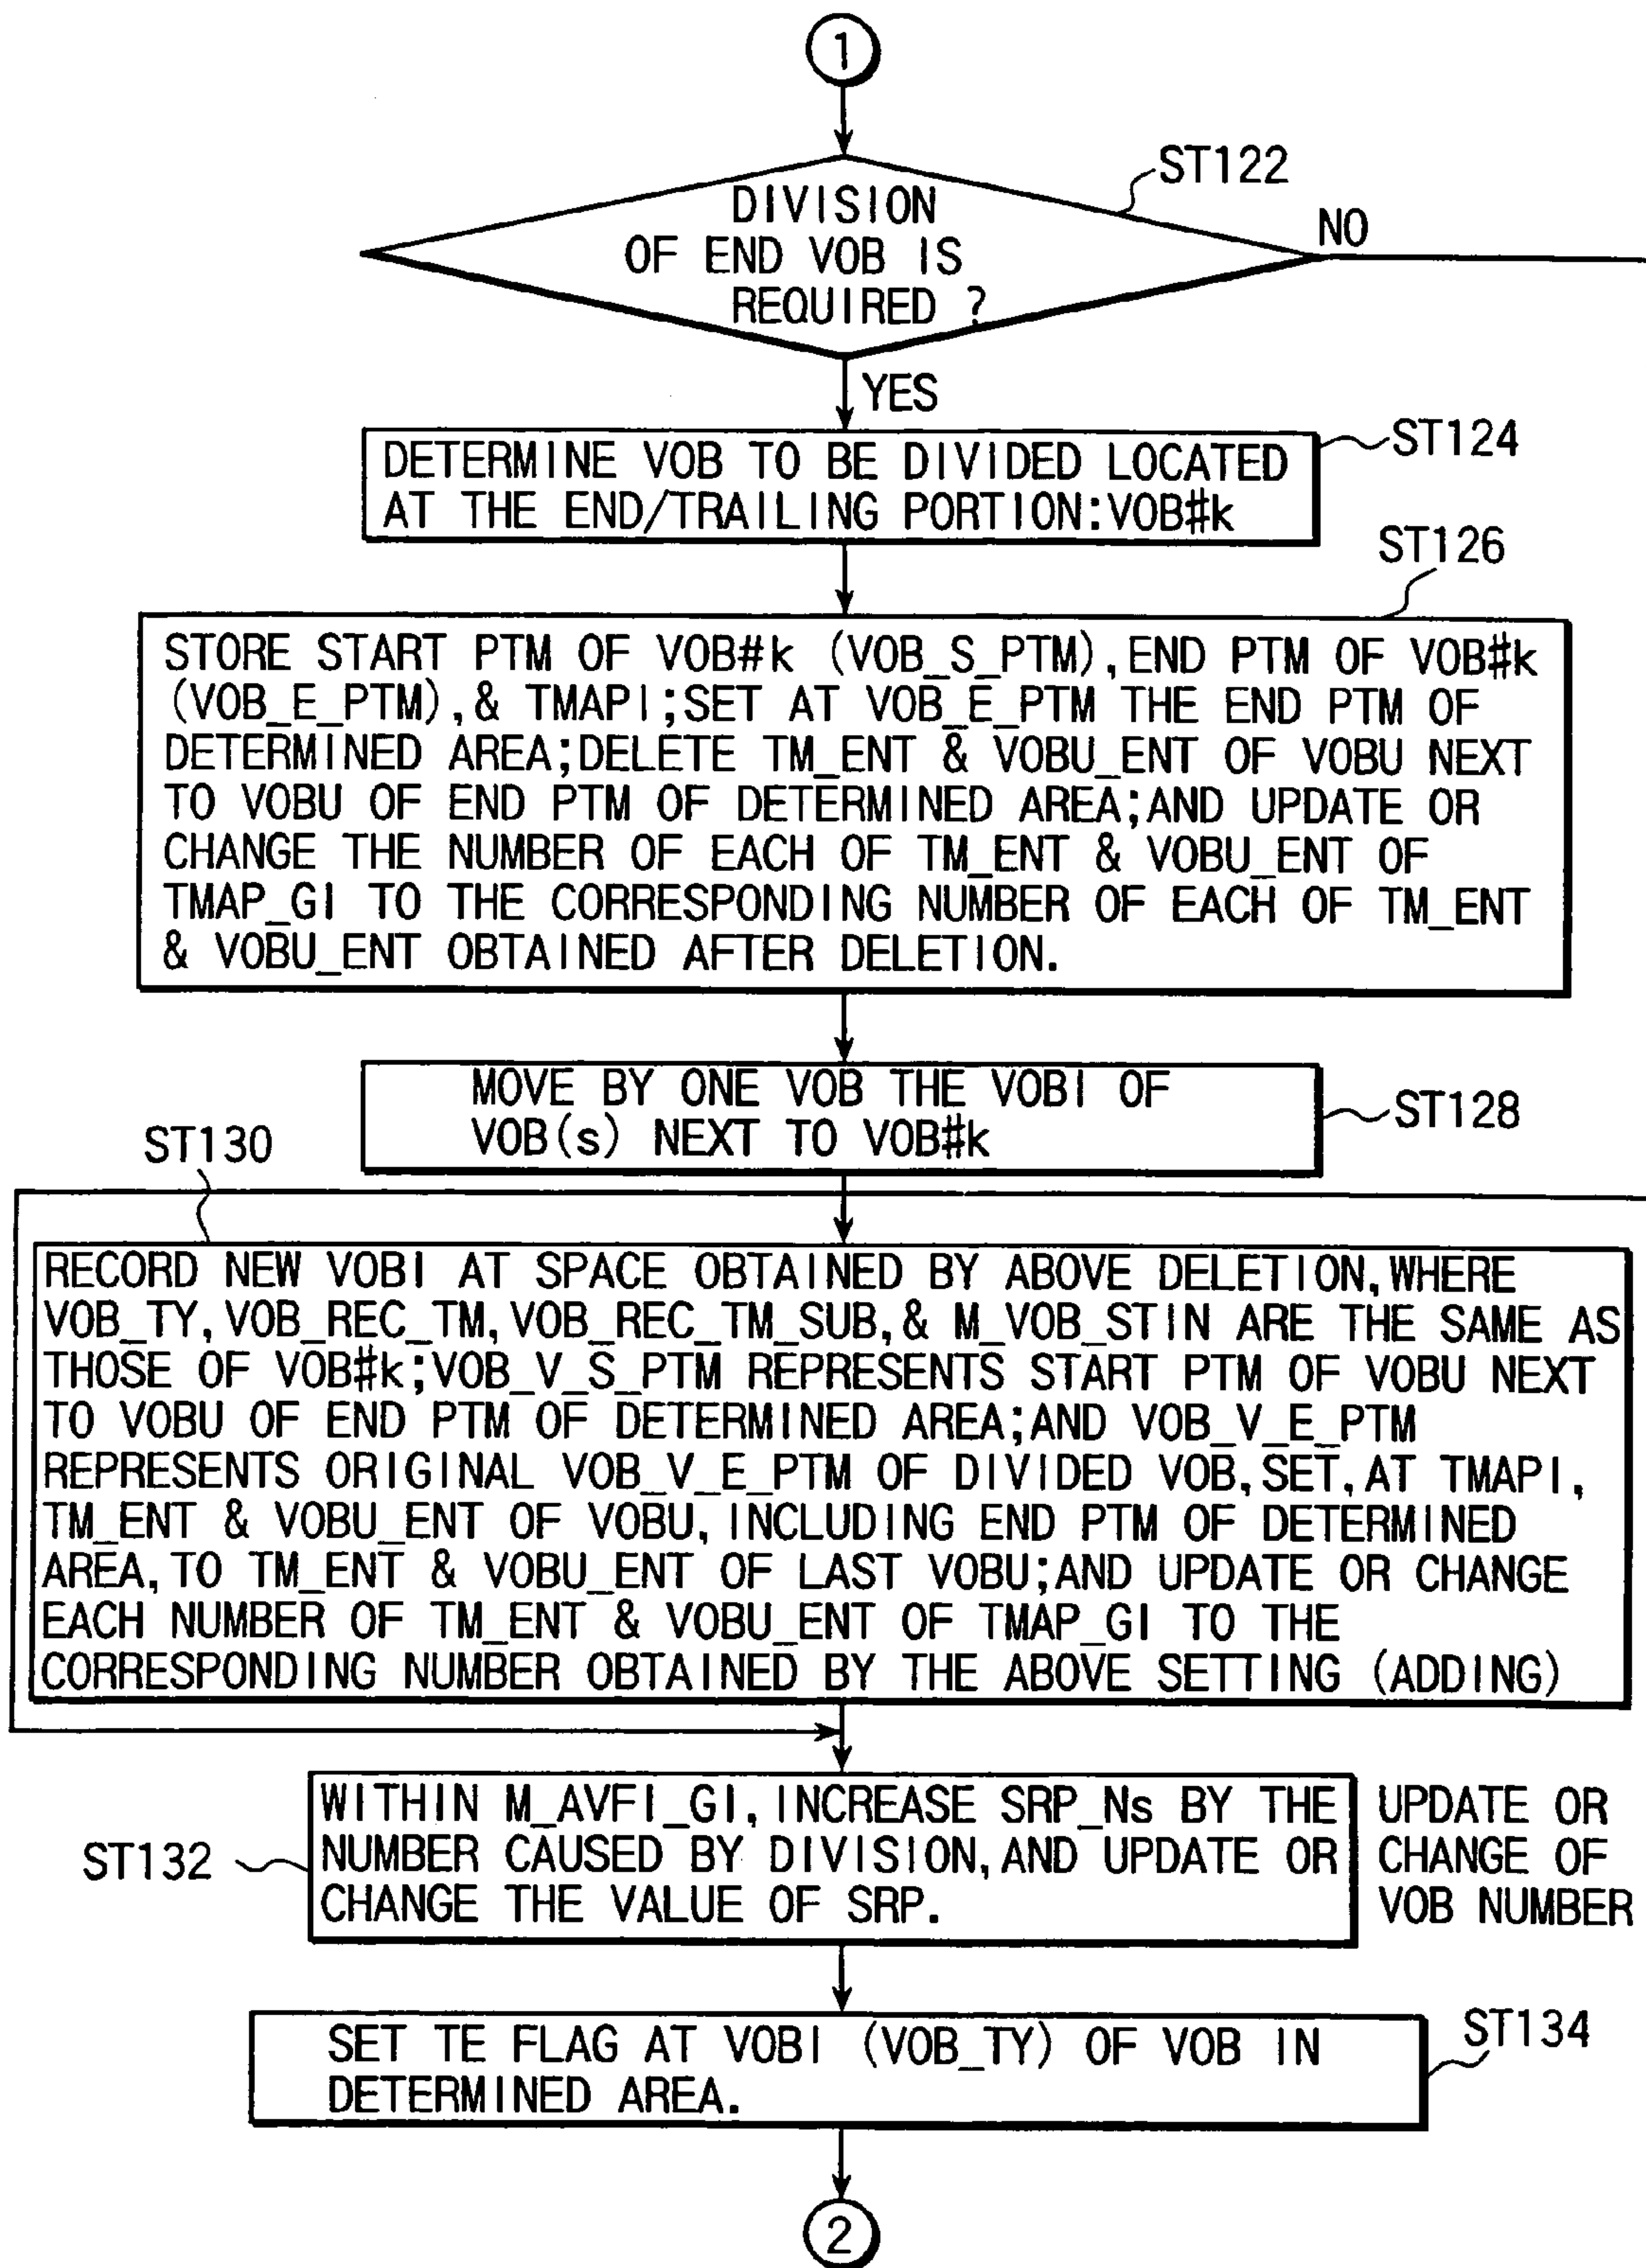 1
ST122
DIVISION
OF END VOB IS
REQUIRED ?
NO
YES
ST124
DETERMINE VOB TO BE DIVIDED LOCATED
AT THE END/TRAILING PORTION:VOB#k
ST126
STORE START PTM OF VOB#k (VOB_S_PTM),END PTM OF VOB#k
(VOB_E_PTM),& TMAPI;SET AT VOB_E_PTM THE END PTM OF
DETERMINED AREA;DELETE TM_ENT & VOBU_ENT OF VOBU NEXT
TO VOBU OF END PTM OF DETERMINED AREA;AND UPDATE OR
CHANGE THE NUMBER OF EACH OF TM_ENT & VOBU_ENT OF
TMAP_GI TO THE CORRESPONDING NUMBER OF EACH OF TM_ENT
& VOBU_ENT OBTAINED AFTER DELETION.
MOVE BY ONE VOB THE VOBI OF
VOB(s) NEXT TO VOB#k
ST128
ST130
RECORD NEW VOBI AT SPACE OBTAINED BY ABOVE DELETION,WHERE
VOB_TY,VOB_REC_TM,VOB_REC_TM_SUB,& M_VOB_STIN ARE THE SAME AS
THOSE OF VOB#k;VOB_V_S_PTM REPRESENTS START PTM OF VOBU NEXT
TO VOBU OF END PTM OF DETERMINED AREA;AND VOB_V_E_PTM
REPRESENTS ORIGINAL VOB_V_E_PTM OF DIVIDED VOB,SET,AT TMAPI,
TM_ENT & VOBU_ENT OF VOBU,INCLUDING END PTM OF DETERMINED
AREA,TO TM_ENT & VOBU_ENT OF LAST VOBU;AND UPDATE OR CHANGE
EACH NUMBER OF TM_ENT & VOBU_ENT OF TMAP_GI TO THE
CORRESPONDING NUMBER OBTAINED BY THE ABOVE SETTING (ADDING)
ST132
WITHIN M_AVFI_GI,INCREASE SRP_Ns BY THE
NUMBER CAUSED BY DIVISION,AND UPDATE OR
CHANGE THE VALUE OF SRP.
UPDATE OR
CHANGE OF
VOB NUMBER
SET TE FLAG AT VOBI (VOB_TY) OF VOB IN
DETERMINED AREA.
ST134
2